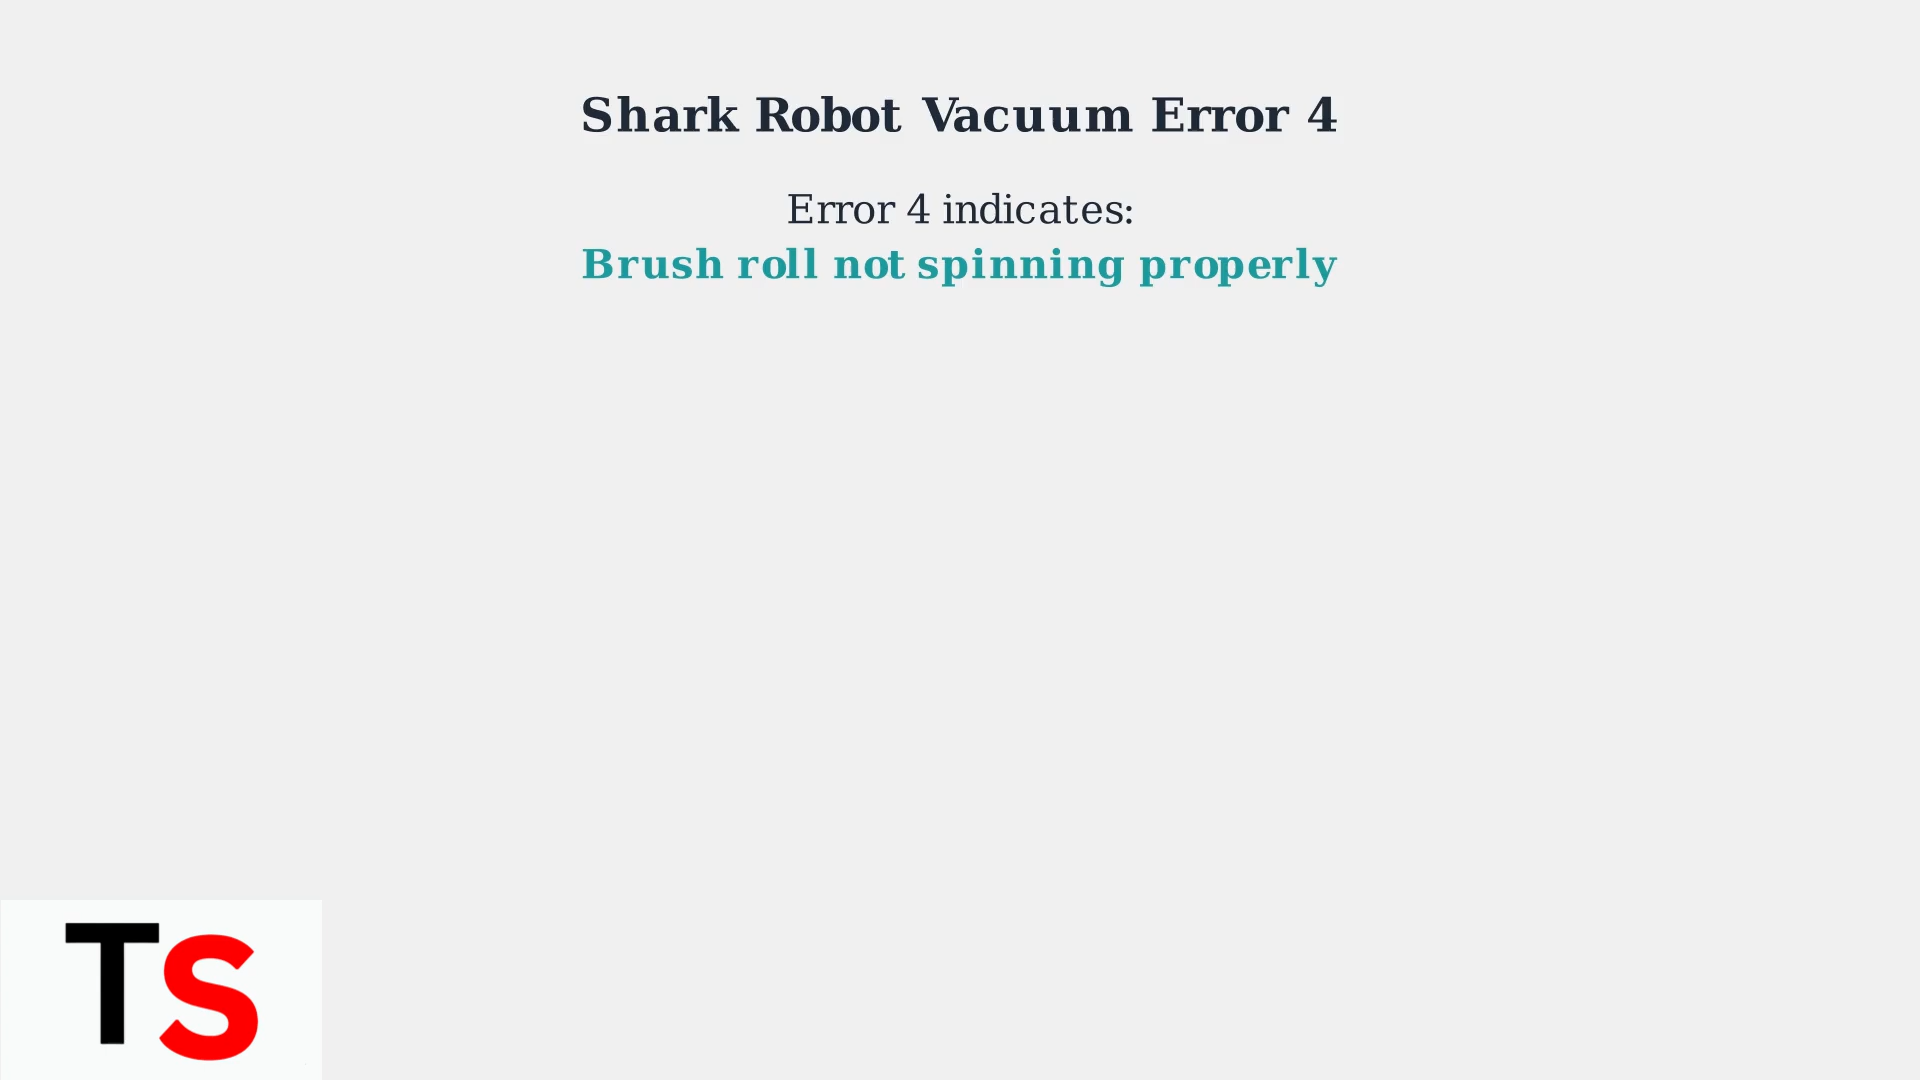 Shark Robot Vacuum Error 4
Error 4 indicates:
Brush roll not spinning properly
TS